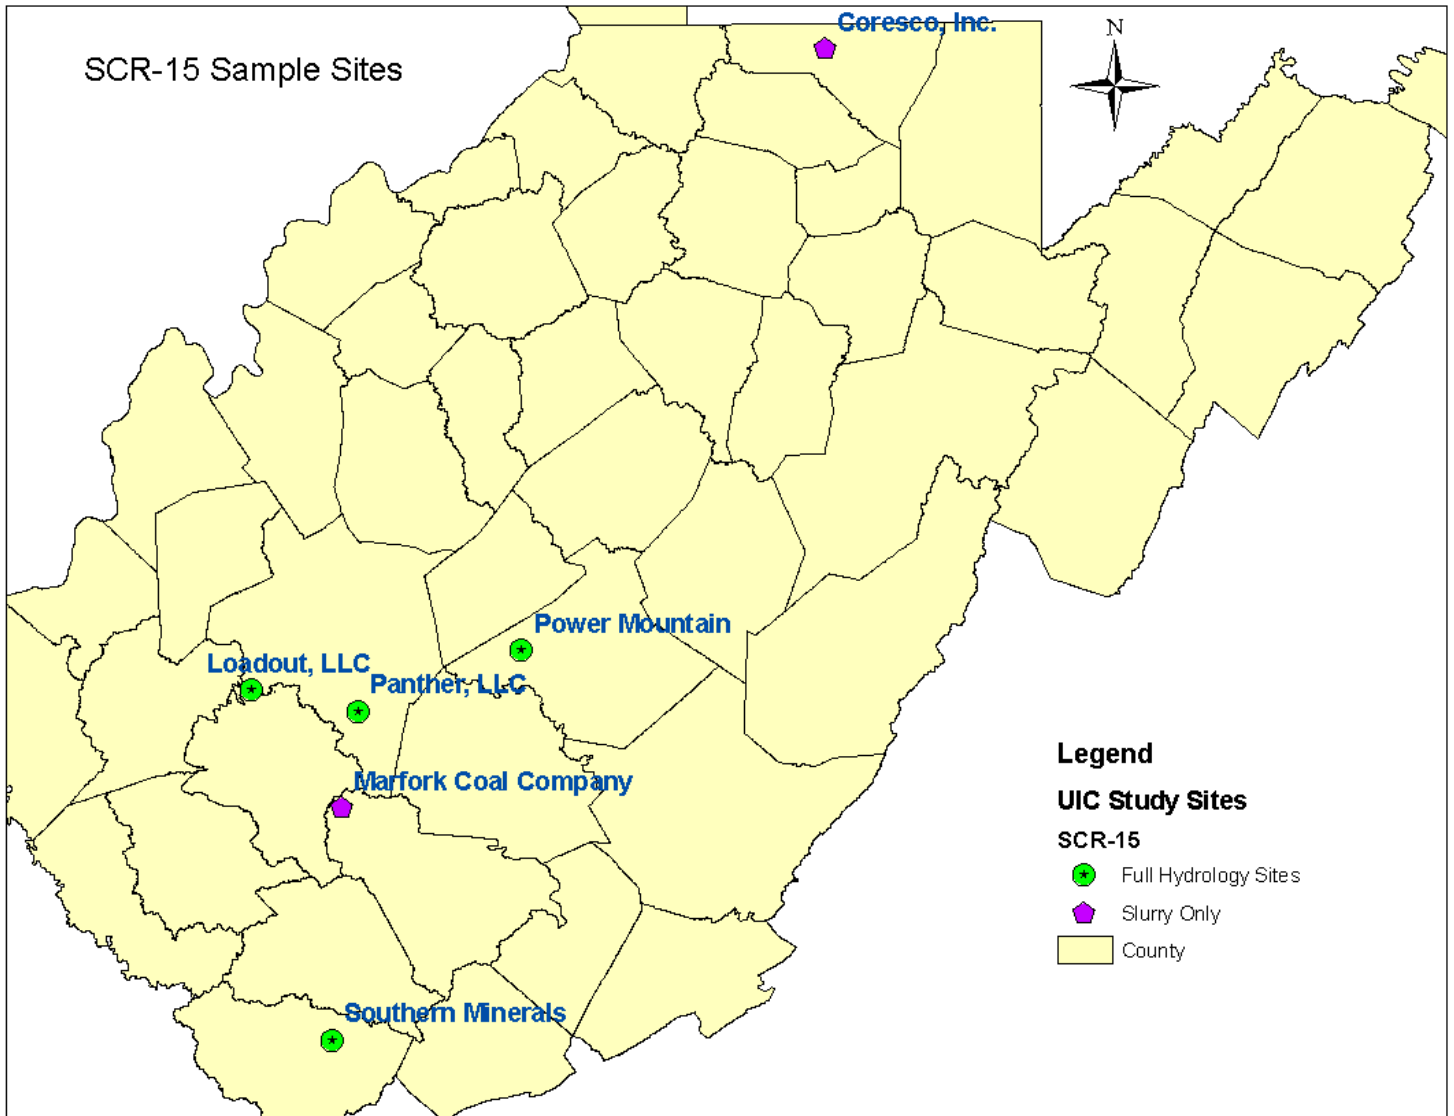 Coresco, Inc.
N
SCR-15 Sample Sites
Power Mountain
Loadout, LLC
Panther, LLC
Marfork Coal Company
Southern Minerals
Legend
UIC Study Sites
SCR-15
Full Hydrology Sites
Slurry Only
County